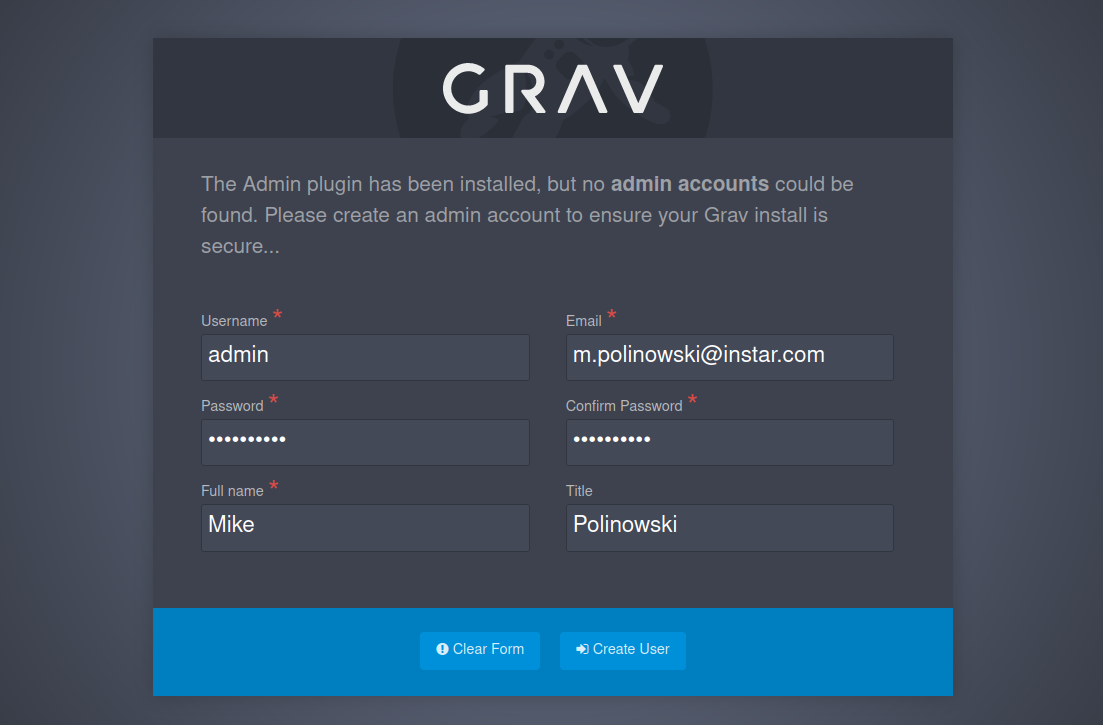 GRAV
The Admin plugin has been installed, but no admin accounts could be
found. Please create an admin account to ensure your Grav install is
secure...
Username *
Email *
admin
m.polinowski@instar.com
Password *
Confirm Password *
••••••••••
••••••••••
Full name *
Title
Mike
Polinowski
Clear Form
Create User